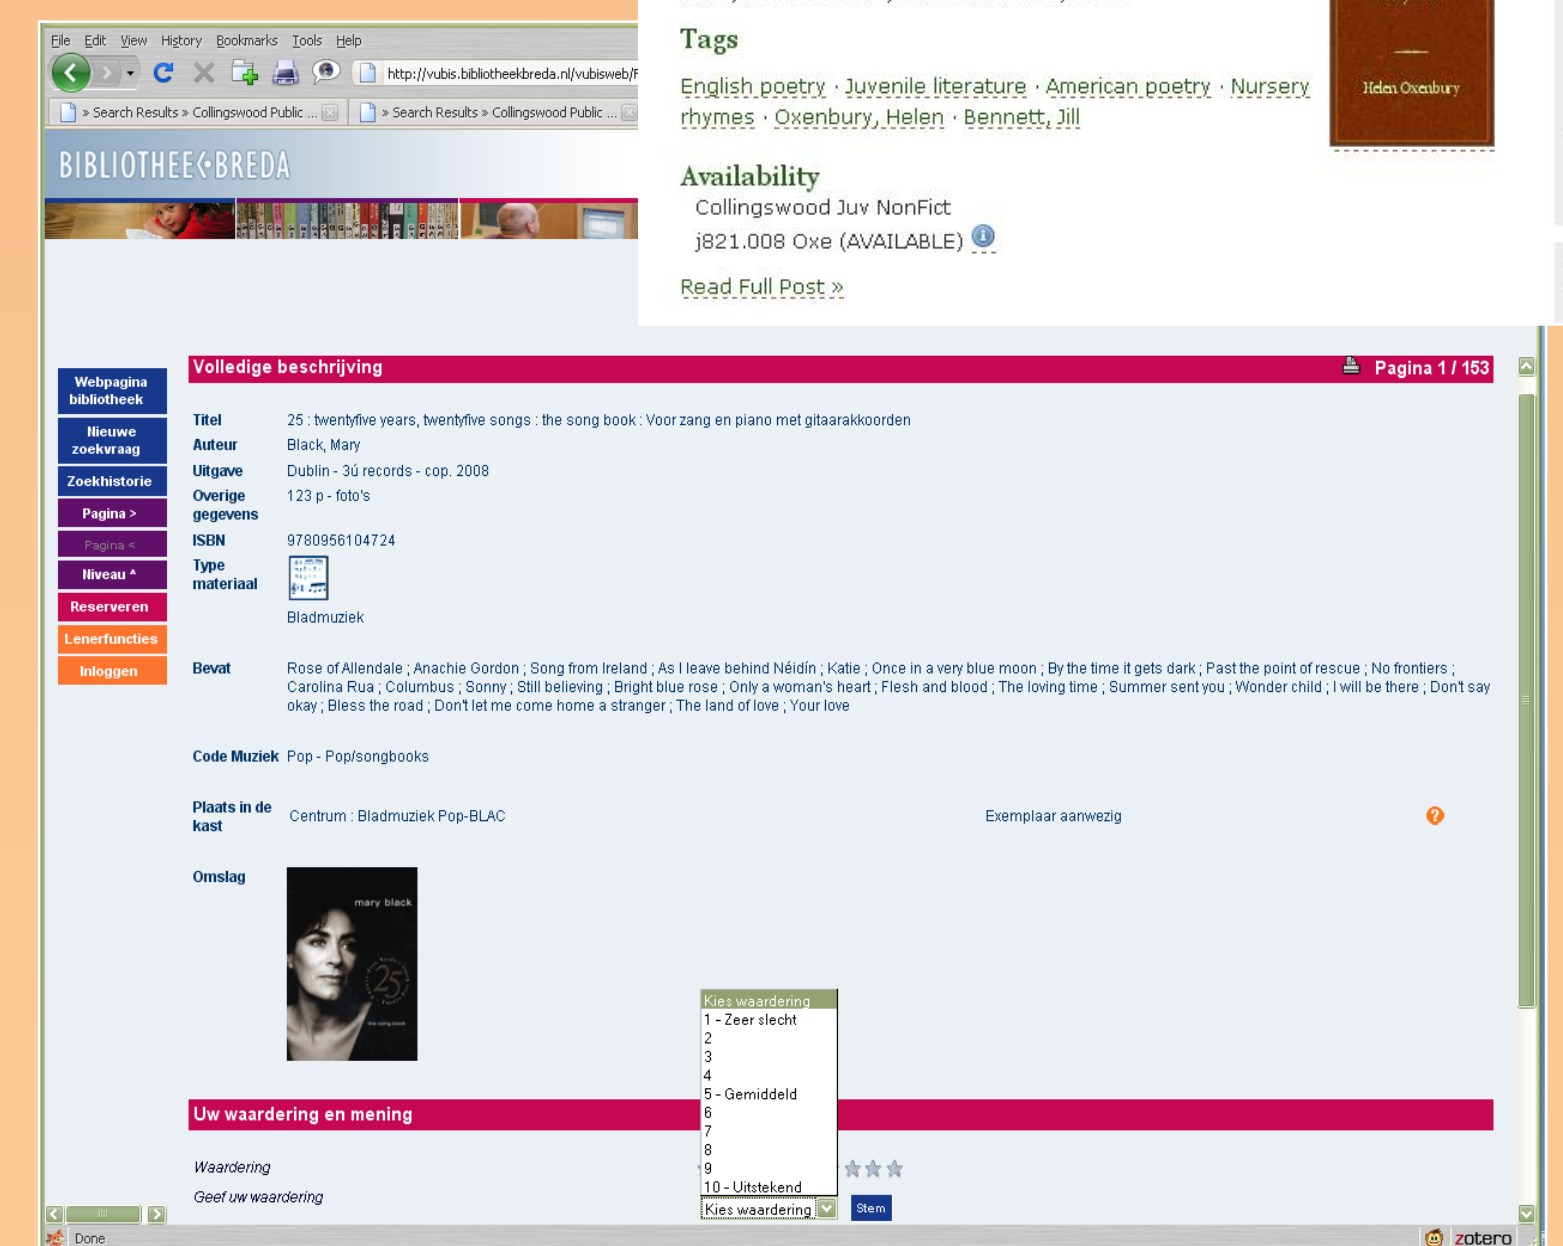 Tags
English poetry · Juvenile literature · American poetry · Nursery
rhymes · Oxenbury, Helen · Bennett, Jill
Availability
Collingswood Juv NonFict
j821.008 Oxe (AVAILABLE)
Read Full Post »
Helen Oxenbury
File Edit View History Bookmarks Tools Help
http://vubis.bibliotheekbreda.nl/vubisweb/F
» Search Results » Collingswood Public ...
» Search Results » Collingswood Public ...
BIBLIOTHEE<·BREDA
Webpagina
bibliotheek
Nieuwe
zoekvraag
Zoekhistorie
Pagina >
Pagina <
Niveau ^
Reserveren
Lenerfuncties
Inloggen
Volledige beschrijving Pagina 1 / 153
Titel 25 : twentyfive years, twentyfive songs : the song book : Voor zang en piano met gitaarakkoorden
Auteur Black, Mary
Uitgave Dublin - 3ú records - cop. 2008
Overige 123 p - foto's
gegevens
ISBN 9780956104724
Type
materiaal
Bladmuziek
Bevat Rose of Allendale ; Anachie Gordon ; Song from Ireland ; As I leave behind Néidín ; Katie ; Once in a very blue moon ; By the time it gets dark ; Past the point of rescue ; No frontiers ;
Carolina Rua ; Columbus ; Sonny ; Still believing ; Bright blue rose ; Only a woman's heart ; Flesh and blood ; The loving time ; Summer sent you ; Wonder child ; I will be there ; Don't say
okay ; Bless the road ; Don't let me come home a stranger ; The land of love ; Your love
Code Muziek Pop - Pop/songbooks
Plaats in de
kast
Centrum : Bladmuziek Pop-BLAC Exemplaar aanwezig ?
Omslag
mary black
25
the song book
Uw waardering en mening
Waardering
Geef uw waardering
Kies waardering
1 - Zeer slecht
2
3
4
5 - Gemiddeld
6
7
8
9
10 - Uitstekend
Kies waardering Stem
Done zotero